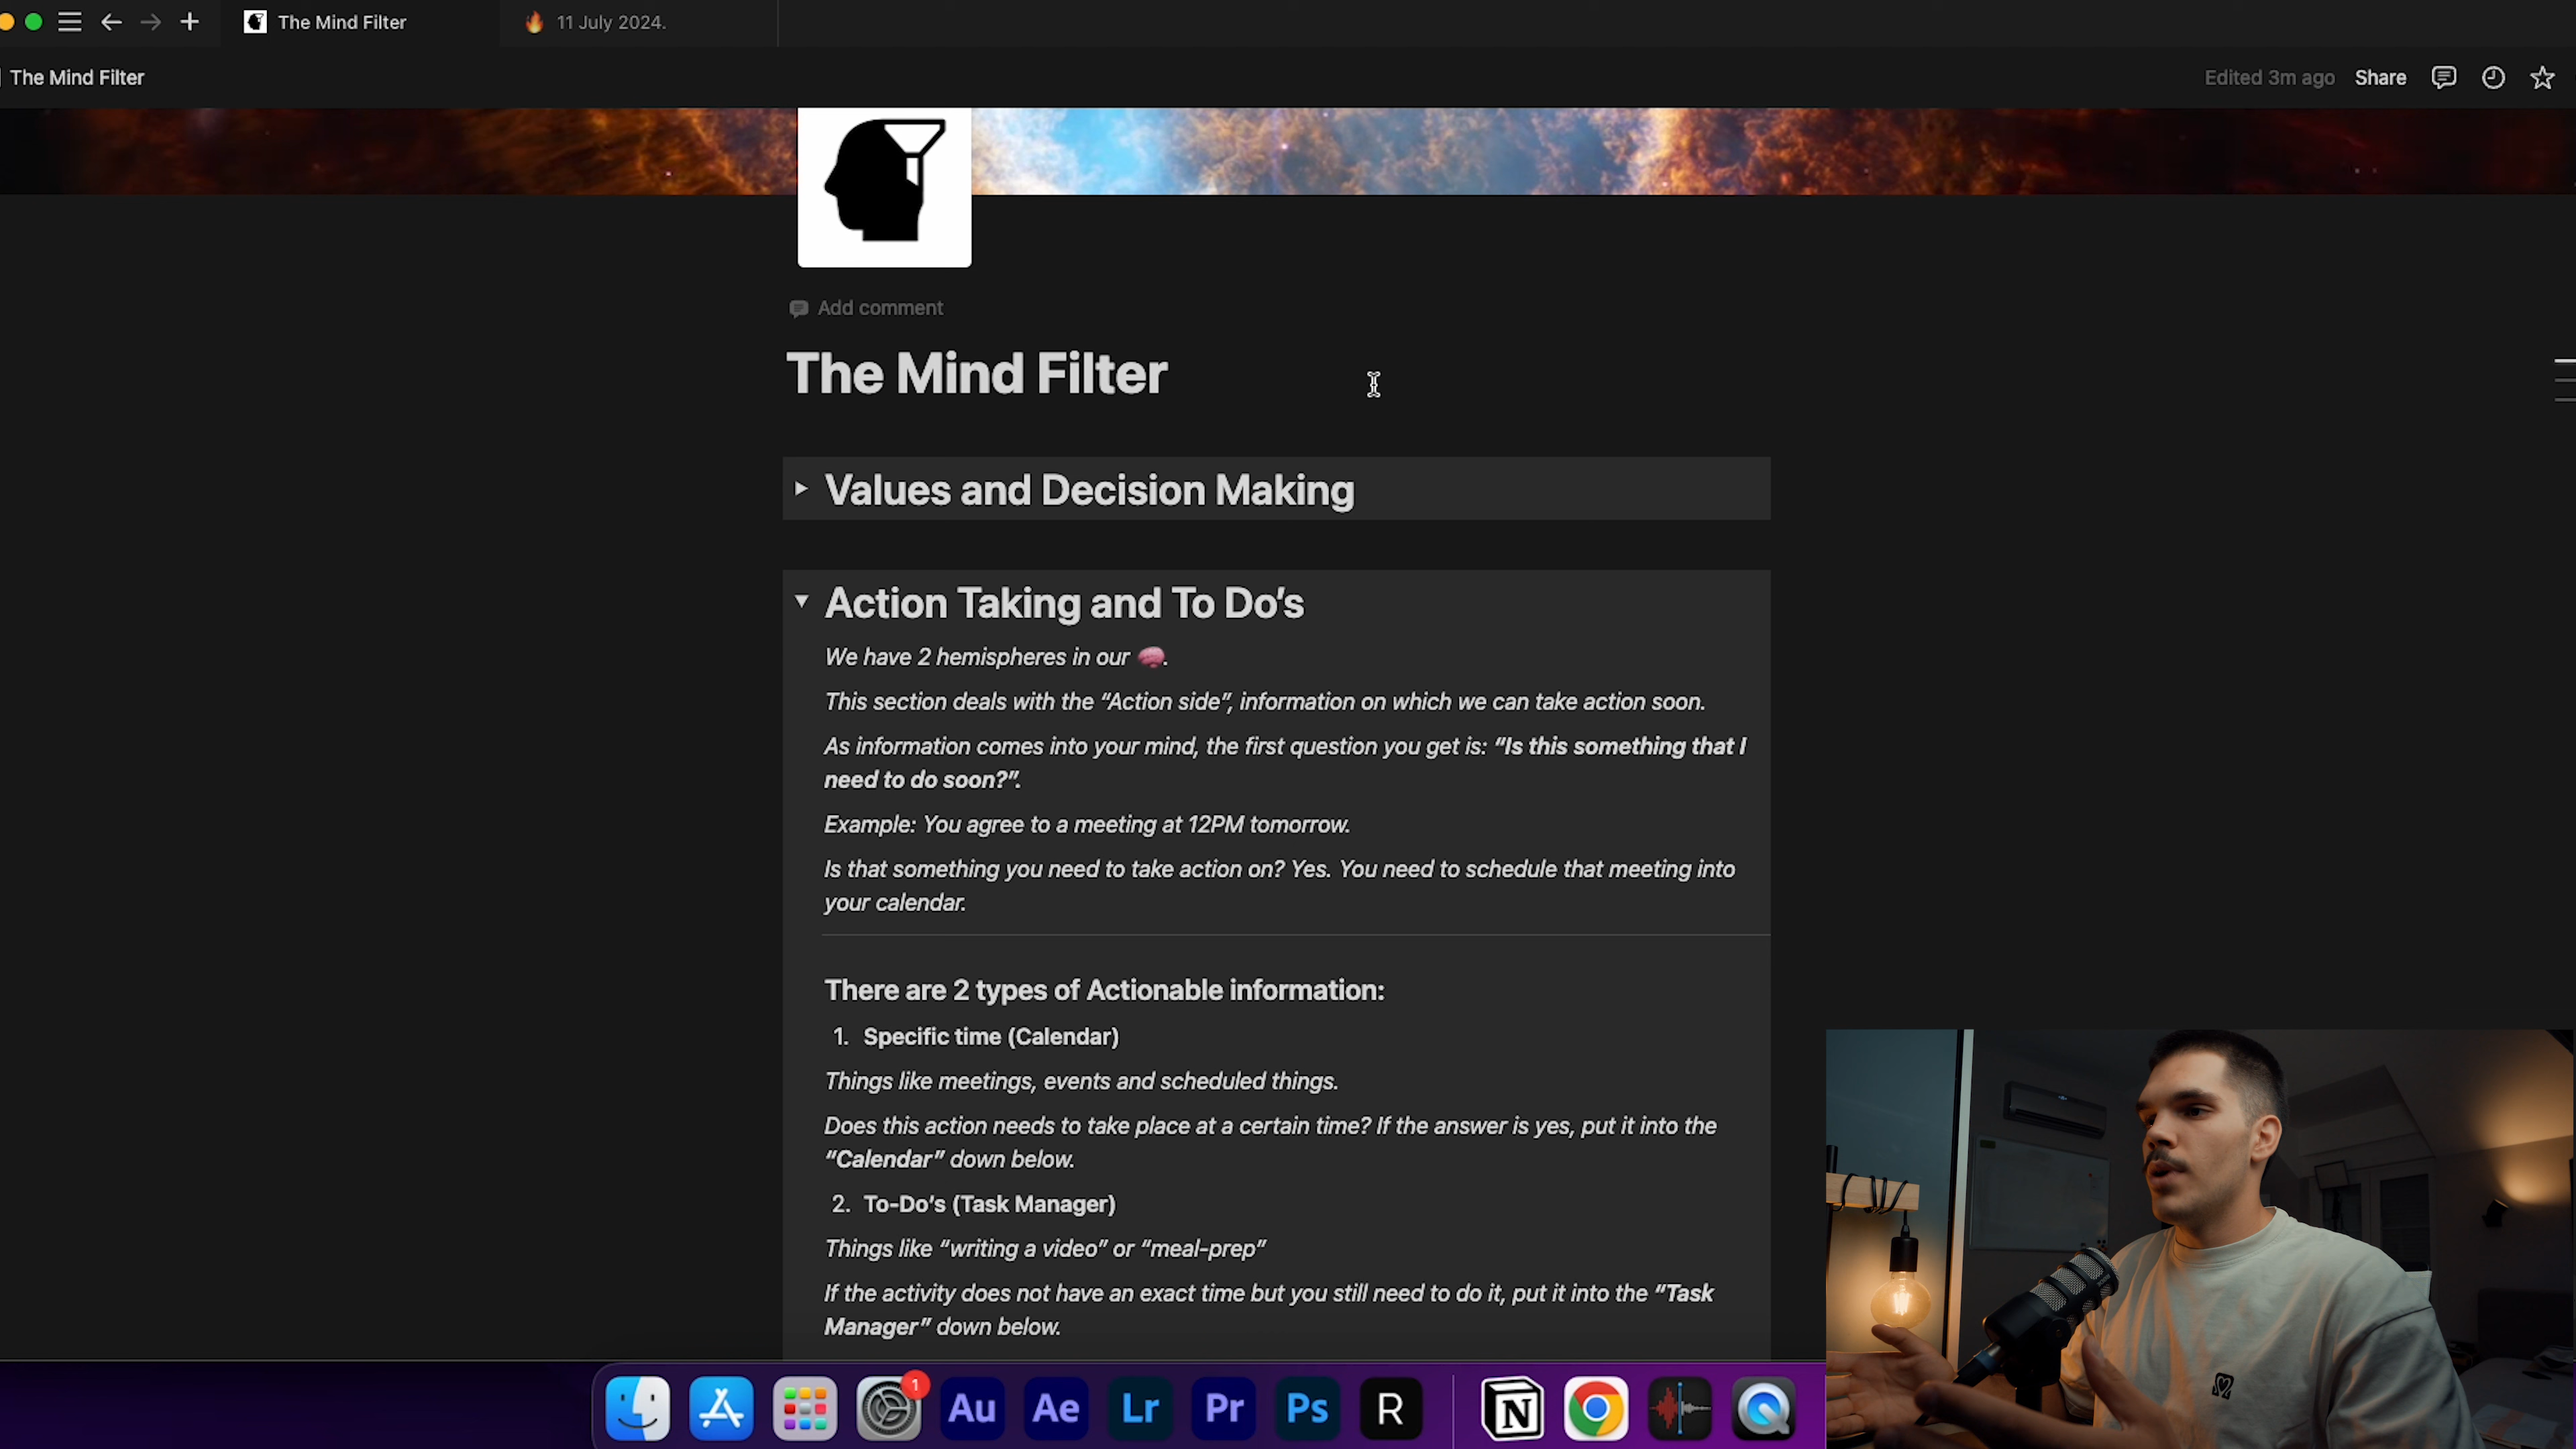 The Mind Filter
11 July 2024.
The Mind Filter
Edited 3m ago
Share
Add comment
The Mind Filter
Values and Decision Making
Action Taking and To Do’s
We have 2 hemispheres in our 🧠.
This section deals with the “Action side”, information on which we can take action soon.
As information comes into your mind, the first question you get is: “Is this something that I
need to do soon?”.
Example: You agree to a meeting at 12PM tomorrow.
Is that something you need to take action on? Yes. You need to schedule that meeting into
your calendar.
There are 2 types of Actionable information:
1. Specific time (Calendar)
Things like meetings, events and scheduled things.
Does this action needs to take place at a certain time? If the answer is yes, put it into the
“Calendar” down below.
2. To-Do’s (Task Manager)
Things like “writing a video” or “meal-prep”
If the activity does not have an exact time but you still need to do it, put it into the “Task
Manager” down below.
1
Au
Ae
Lr
Pr
Ps
R
N